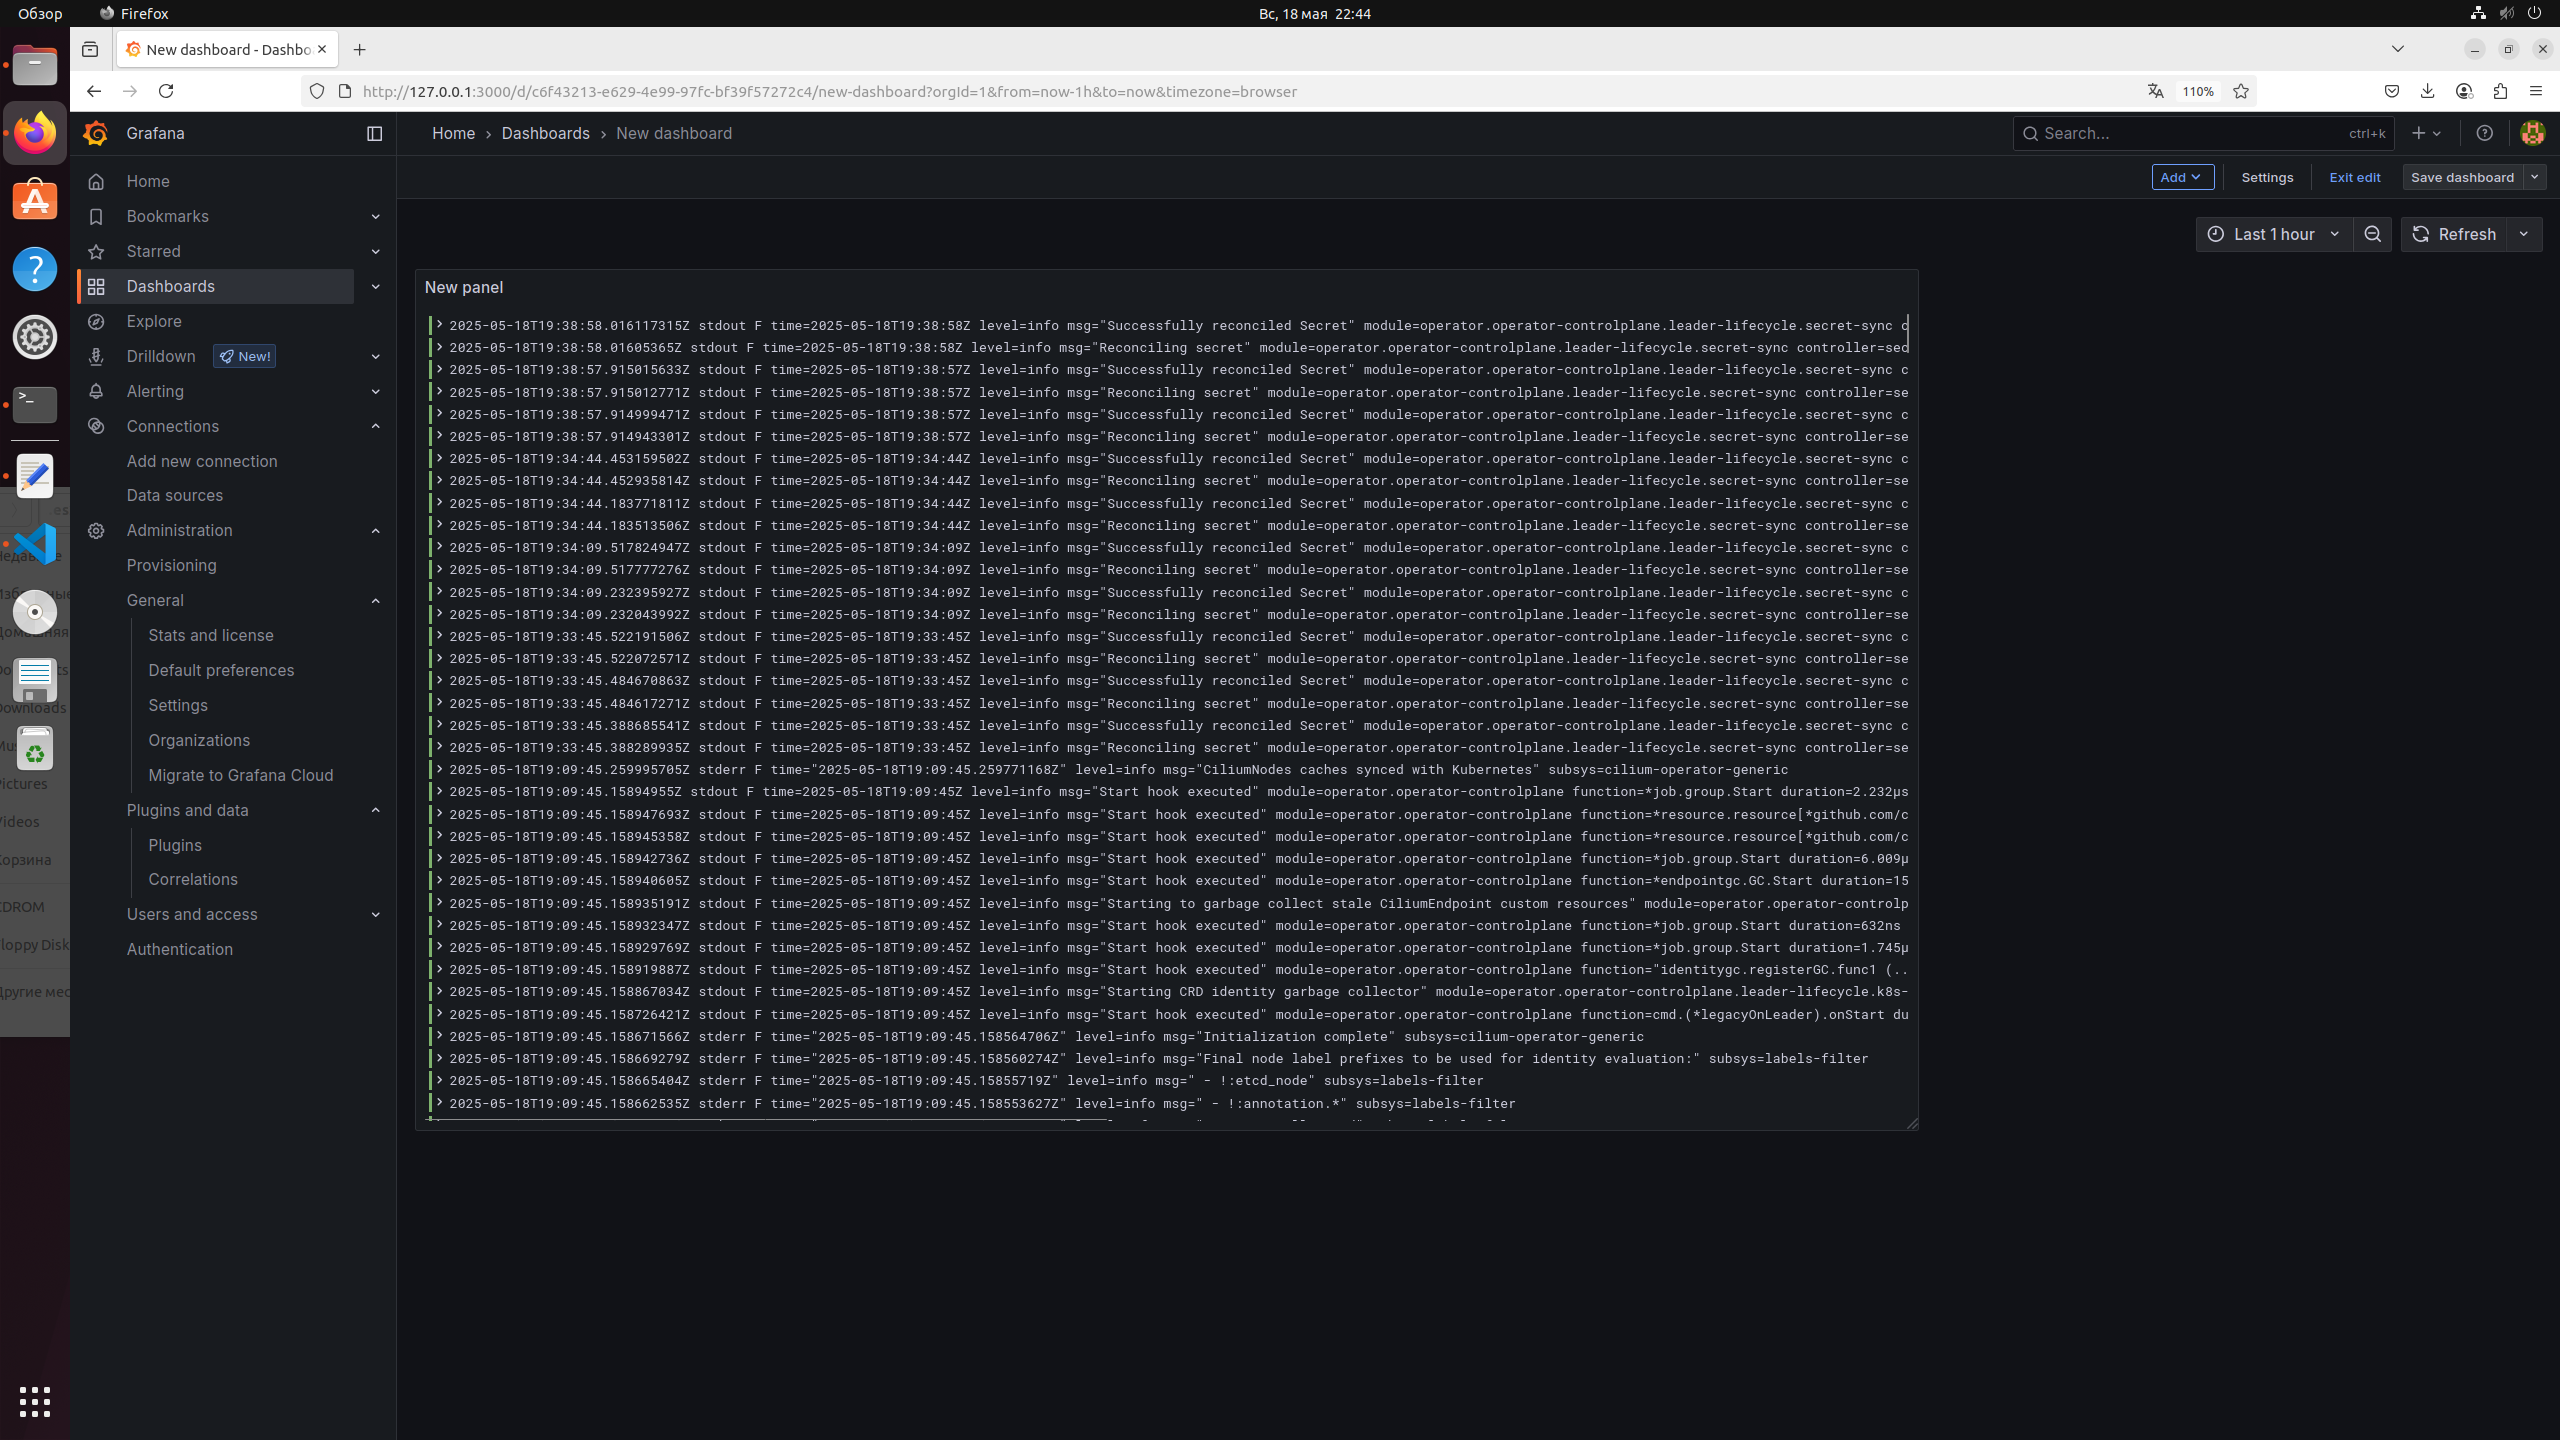 Обзор
Firefox
Вс, 18 мая 22:44
New dashboard - Dashbo
http://127.0.0.1:3000/d/c6f43213-e629-4e99-97fc-bf39f57272c4/new-dashboard?orgId=1&from=now-1h&to=now&timezone=browser
110%
Grafana
Home › Dashboards › New dashboard
Search...
ctrl+k
Add
Settings
Exit edit
Save dashboard
Last 1 hour
Refresh
Home
Bookmarks
Starred
Dashboards
Explore
Drilldown
New!
Alerting
Connections
Add new connection
Data sources
Administration
Provisioning
General
Stats and license
Default preferences
Settings
Organizations
Migrate to Grafana Cloud
Plugins and data
Plugins
Correlations
Users and access
Authentication
New panel
2025-05-18T19:38:58.016117315Z stdout F time=2025-05-18T19:38:58Z level=info msg="Successfully reconciled Secret" module=operator.operator-controlplane.leader-lifecycle.secret-sync c
2025-05-18T19:38:58.01605365Z stdout F time=2025-05-18T19:38:58Z level=info msg="Reconciling secret" module=operator.operator-controlplane.leader-lifecycle.secret-sync controller=sec
2025-05-18T19:38:57.915015633Z stdout F time=2025-05-18T19:38:57Z level=info msg="Successfully reconciled Secret" module=operator.operator-controlplane.leader-lifecycle.secret-sync c
2025-05-18T19:38:57.915012771Z stdout F time=2025-05-18T19:38:57Z level=info msg="Reconciling secret" module=operator.operator-controlplane.leader-lifecycle.secret-sync controller=se
2025-05-18T19:38:57.914999471Z stdout F time=2025-05-18T19:38:57Z level=info msg="Successfully reconciled Secret" module=operator.operator-controlplane.leader-lifecycle.secret-sync c
2025-05-18T19:38:57.914943301Z stdout F time=2025-05-18T19:38:57Z level=info msg="Reconciling secret" module=operator.operator-controlplane.leader-lifecycle.secret-sync controller=se
2025-05-18T19:34:44.453159502Z stdout F time=2025-05-18T19:34:44Z level=info msg="Successfully reconciled Secret" module=operator.operator-controlplane.leader-lifecycle.secret-sync c
2025-05-18T19:34:44.452935814Z stdout F time=2025-05-18T19:34:44Z level=info msg="Reconciling secret" module=operator.operator-controlplane.leader-lifecycle.secret-sync controller=se
2025-05-18T19:34:44.183771811Z stdout F time=2025-05-18T19:34:44Z level=info msg="Successfully reconciled Secret" module=operator.operator-controlplane.leader-lifecycle.secret-sync c
2025-05-18T19:34:44.183513506Z stdout F time=2025-05-18T19:34:44Z level=info msg="Reconciling secret" module=operator.operator-controlplane.leader-lifecycle.secret-sync controller=se
2025-05-18T19:34:09.517824947Z stdout F time=2025-05-18T19:34:09Z level=info msg="Successfully reconciled Secret" module=operator.operator-controlplane.leader-lifecycle.secret-sync c
2025-05-18T19:34:09.517777276Z stdout F time=2025-05-18T19:34:09Z level=info msg="Reconciling secret" module=operator.operator-controlplane.leader-lifecycle.secret-sync controller=se
2025-05-18T19:34:09.232395927Z stdout F time=2025-05-18T19:34:09Z level=info msg="Successfully reconciled Secret" module=operator.operator-controlplane.leader-lifecycle.secret-sync c
2025-05-18T19:34:09.232043992Z stdout F time=2025-05-18T19:34:09Z level=info msg="Reconciling secret" module=operator.operator-controlplane.leader-lifecycle.secret-sync controller=se
2025-05-18T19:33:45.522191506Z stdout F time=2025-05-18T19:33:45Z level=info msg="Successfully reconciled Secret" module=operator.operator-controlplane.leader-lifecycle.secret-sync c
2025-05-18T19:33:45.522072571Z stdout F time=2025-05-18T19:33:45Z level=info msg="Reconciling secret" module=operator.operator-controlplane.leader-lifecycle.secret-sync controller=se
2025-05-18T19:33:45.484670863Z stdout F time=2025-05-18T19:33:45Z level=info msg="Successfully reconciled Secret" module=operator.operator-controlplane.leader-lifecycle.secret-sync c
2025-05-18T19:33:45.484617271Z stdout F time=2025-05-18T19:33:45Z level=info msg="Reconciling secret" module=operator.operator-controlplane.leader-lifecycle.secret-sync controller=se
2025-05-18T19:33:45.388685541Z stdout F time=2025-05-18T19:33:45Z level=info msg="Successfully reconciled Secret" module=operator.operator-controlplane.leader-lifecycle.secret-sync c
2025-05-18T19:33:45.388289935Z stdout F time=2025-05-18T19:33:45Z level=info msg="Reconciling secret" module=operator.operator-controlplane.leader-lifecycle.secret-sync controller=se
2025-05-18T19:09:45.259995705Z stderr F time="2025-05-18T19:09:45.259771168Z" level=info msg="CiliumNodes caches synced with Kubernetes" subsys=cilium-operator-generic
2025-05-18T19:09:45.15894955Z stdout F time=2025-05-18T19:09:45Z level=info msg="Start hook executed" module=operator.operator-controlplane function=*job.group.Start duration=2.232µs
2025-05-18T19:09:45.158947693Z stdout F time=2025-05-18T19:09:45Z level=info msg="Start hook executed" module=operator.operator-controlplane function=*resource.resource[*github.com/c
2025-05-18T19:09:45.158945358Z stdout F time=2025-05-18T19:09:45Z level=info msg="Start hook executed" module=operator.operator-controlplane function=*resource.resource[*github.com/c
2025-05-18T19:09:45.158942736Z stdout F time=2025-05-18T19:09:45Z level=info msg="Start hook executed" module=operator.operator-controlplane function=*job.group.Start duration=6.009µ
2025-05-18T19:09:45.158940605Z stdout F time=2025-05-18T19:09:45Z level=info msg="Start hook executed" module=operator.operator-controlplane function=*endpointgc.GC.Start duration=15
2025-05-18T19:09:45.158935191Z stdout F time=2025-05-18T19:09:45Z level=info msg="Starting to garbage collect stale CiliumEndpoint custom resources" module=operator.operator-controlp
2025-05-18T19:09:45.158932347Z stdout F time=2025-05-18T19:09:45Z level=info msg="Start hook executed" module=operator.operator-controlplane function=*job.group.Start duration=632ns
2025-05-18T19:09:45.158929769Z stdout F time=2025-05-18T19:09:45Z level=info msg="Start hook executed" module=operator.operator-controlplane function=*job.group.Start duration=1.745µ
2025-05-18T19:09:45.158919887Z stdout F time=2025-05-18T19:09:45Z level=info msg="Start hook executed" module=operator.operator-controlplane function="identitygc.registerGC.func1 (..
2025-05-18T19:09:45.158867034Z stdout F time=2025-05-18T19:09:45Z level=info msg="Starting CRD identity garbage collector" module=operator.operator-controlplane.leader-lifecycle.k8s-
2025-05-18T19:09:45.158726421Z stdout F time=2025-05-18T19:09:45Z level=info msg="Start hook executed" module=operator.operator-controlplane function=cmd.(*legacyOnLeader).onStart du
2025-05-18T19:09:45.158671566Z stderr F time="2025-05-18T19:09:45.158564706Z" level=info msg="Initialization complete" subsys=cilium-operator-generic
2025-05-18T19:09:45.158669279Z stderr F time="2025-05-18T19:09:45.158560274Z" level=info msg="Final node label prefixes to be used for identity evaluation:" subsys=labels-filter
2025-05-18T19:09:45.158665404Z stderr F time="2025-05-18T19:09:45.15855719Z" level=info msg=" - !:etcd_node" subsys=labels-filter
2025-05-18T19:09:45.158662535Z stderr F time="2025-05-18T19:09:45.158553627Z" level=info msg=" - !:annotation.*" subsys=labels-filter
Downloads
Pictures
Videos
Корзина
CDROM
Floppy Disk
Другие мес